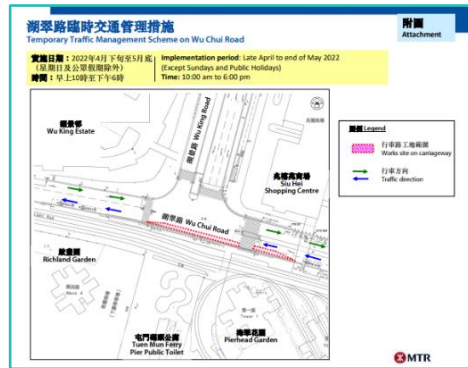 湖翠路臨時交通管理措施
Temporary Traffic Management Scheme on Wu Chui Road
附圖
Attachment
實施日期：2022年4月下旬至5月底
(星期日及公眾假期除外)
時間：早上10時至下午6時
Implementation period: Late April to end of May 2022
(Except Sundays and Public Holidays)
Time: 10:00 am to 6:00 pm
湖景邨
Wu King Estate
湖景路 Wu King Road
兆禧苑商場
Siu Hei
Shopping Centre
湖翠路 Wu Chui Road
啟豐園
Richland Garden
屯門碼頭公廁
Tuen Mun Ferry
Pier Public Toilet
海翠花園
Pierhead Garden
圖例 Legend
行車路工地範圍
Works site on carriageway
行車方向
Traffic direction
MTR